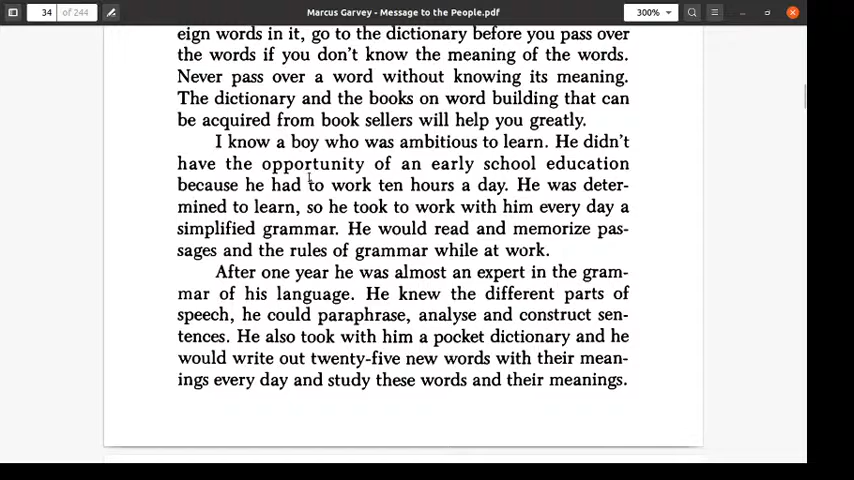 34 of 244
Marcus Garvey - Message to the People.pdf
300%
eign words in it, go to the dictionary before you pass over
the words if you don't know the meaning of the words.
Never pass over a word without knowing its meaning.
The dictionary and the books on word building that can
be acquired from book sellers will help you greatly.
I know a boy who was ambitious to learn. He didn't
have the opportunity of an early school education
because he had to work ten hours a day. He was deter-
mined to learn, so he took to work with him every day a
simplified grammar. He would read and memorize pas-
sages and the rules of grammar while at work.
After one year he was almost an expert in the gram-
mar of his language. He knew the different parts of
speech, he could paraphrase, analyse and construct sen-
tences. He also took with him a pocket dictionary and he
would write out twenty-five new words with their mean-
ings every day and study these words and their meanings.